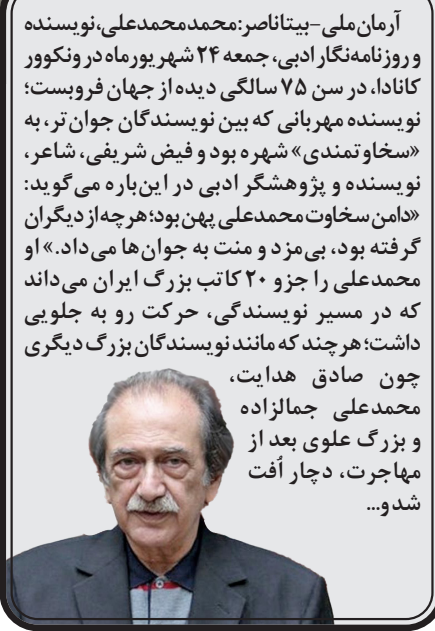 آرمان‌ملی-بیتا‌ناصر: محمدمحمدعلی، نویسنده
و روزنامه‌نگار ادبی، جمعه ۲۴ شهریورماه در ونکوور
کانادا، در سن ۷۵ سالگی دیده از جهان فروبست؛
نویسنده مهربانی که بین نویسندگان جوان‌تر، به
«سخاوتمندی» شهره بود و فیض شریفی، شاعر،
نویسنده و پژوهشگر ادبی در این‌باره می‌گوید:
«دامن سخاوت محمدعلی پهن بود؛ هرچه از دیگران
گرفته بود، بی‌مزد و منت به جوان‌ها می‌داد.» او
محمدعلی را جزو ۲۰ کاتب بزرگ ایران می‌داند
که در مسیر نویسندگی، حرکت رو به جلویی
داشت؛ هرچند که مانند نویسندگان بزرگ دیگری
چون صادق هدایت،
محمدعلی جمالزاده
و بزرگ علوی بعد از
مهاجرت، دچار اُفت
شدو...